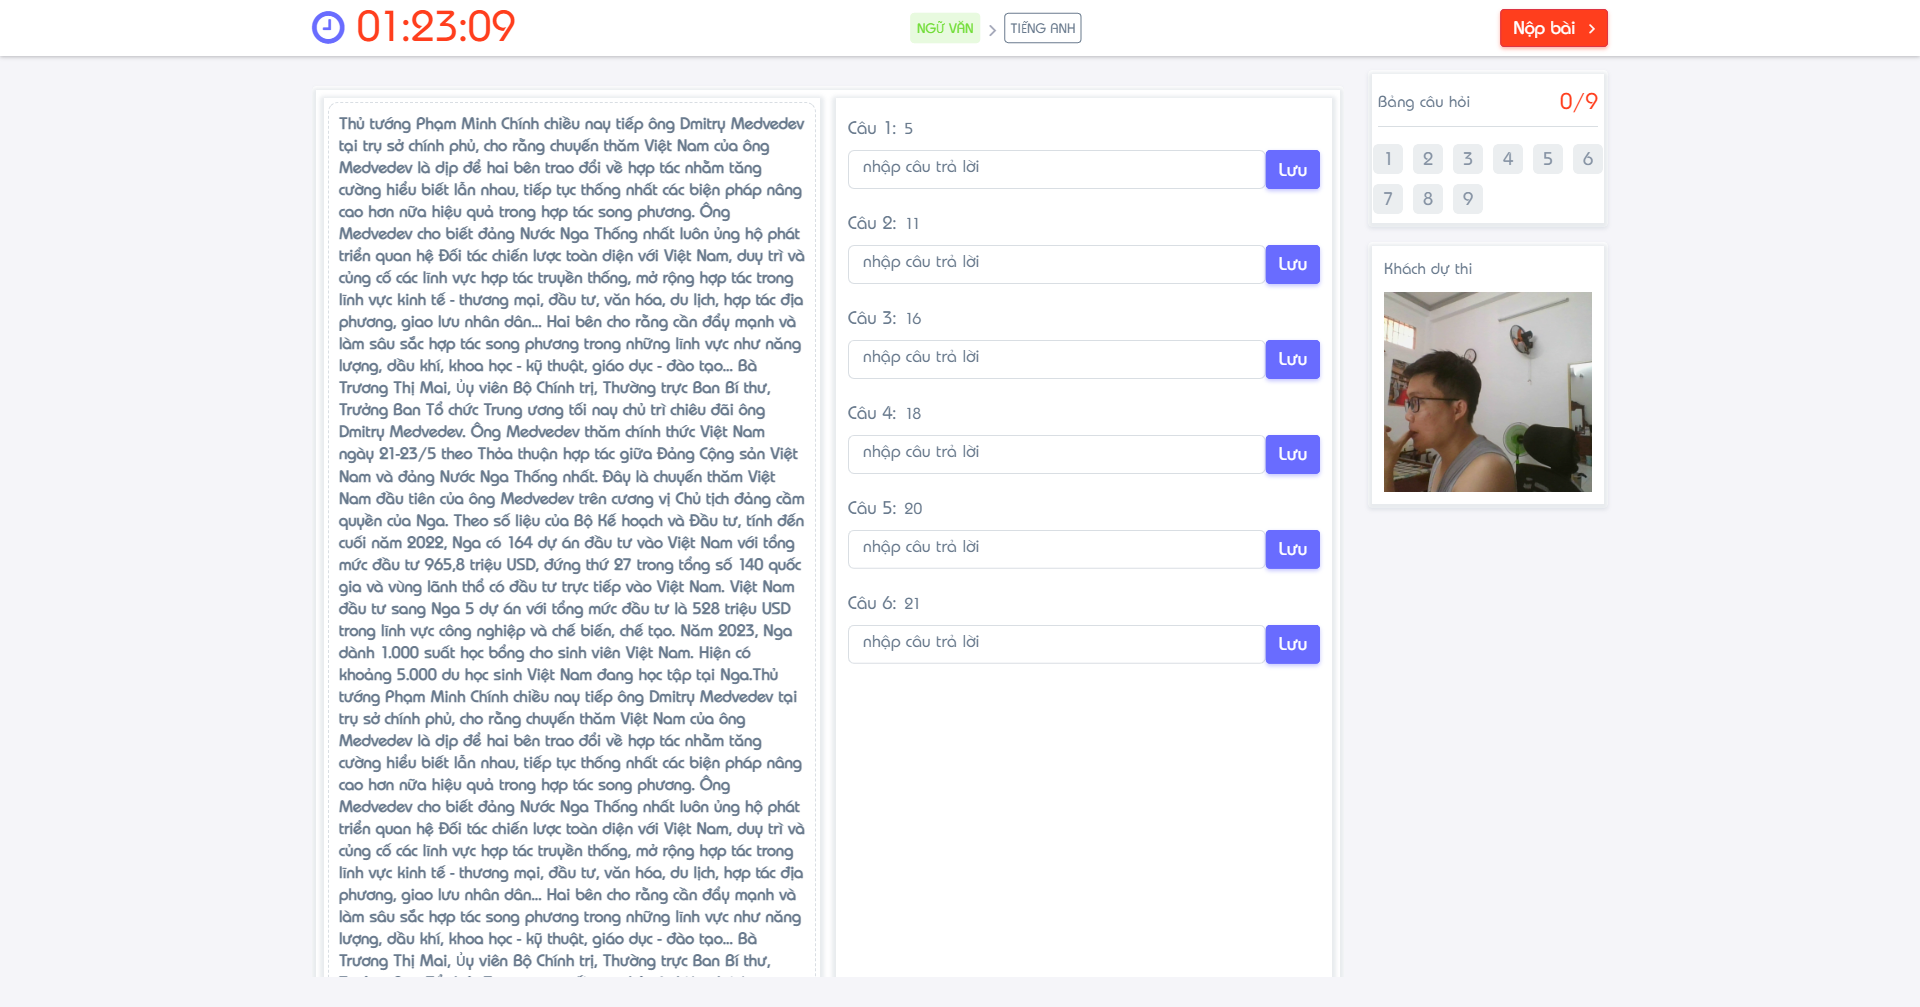 01:23:09
NGỮ VĂN
TIẾNG ANH
Nộp bài
Thủ tướng Phạm Minh Chính chiều nay tiếp ông Dmitry Medvedev
tại trụ sở chính phủ, cho rằng chuyến thăm Việt Nam của ông
Medvedev là dịp để hai bên trao đổi về hợp tác nhằm tăng
cường hiểu biết lẫn nhau, tiếp tục thống nhất các biện pháp nâng
cao hơn nữa hiệu quả trong hợp tác song phương. Ông
Medvedev cho biết đảng Nước Nga Thống nhất luôn ủng hộ phát
triển quan hệ Đối tác chiến lược toàn diện với Việt Nam, duy trì và
củng cố các lĩnh vực hợp tác truyền thống, mở rộng hợp tác trong
lĩnh vực kinh tế - thương mại, đầu tư, văn hóa, du lịch, hợp tác địa
phương, giao lưu nhân dân... Hai bên cho rằng cần đẩy mạnh và
làm sâu sắc hợp tác song phương trong những lĩnh vực như năng
lượng, dầu khí, khoa học - kỹ thuật, giáo dục - đào tạo... Bà
Trương Thị Mai, Ủy viên Bộ Chính trị, Thường trực Ban Bí thư,
Trưởng Ban Tổ chức Trung ương tối nay chủ trì chiêu đãi ông
Dmitry Medvedev. Ông Medvedev thăm chính thức Việt Nam
ngày 21-23/5 theo Thỏa thuận hợp tác giữa Đảng Cộng sản Việt
Nam và đảng Nước Nga Thống nhất. Đây là chuyến thăm Việt
Nam đầu tiên của ông Medvedev trên cương vị Chủ tịch đảng cầm
quyền của Nga. Theo số liệu của Bộ Kế hoạch và Đầu tư, tính đến
cuối năm 2022, Nga có 164 dự án đầu tư vào Việt Nam với tổng
mức đầu tư 965,8 triệu USD, đứng thứ 27 trong tổng số 140 quốc
gia và vùng lãnh thổ có đầu tư trực tiếp vào Việt Nam. Việt Nam
đầu tư sang Nga 5 dự án với tổng mức đầu tư là 528 triệu USD
trong lĩnh vực công nghiệp và chế biến, chế tạo. Năm 2023, Nga
dành 1.000 suất học bổng cho sinh viên Việt Nam. Hiện có
khoảng 5.000 du học sinh Việt Nam đang học tập tại Nga.Thủ
tướng Phạm Minh Chính chiều nay tiếp ông Dmitry Medvedev tại
trụ sở chính phủ, cho rằng chuyến thăm Việt Nam của ông
Medvedev là dịp để hai bên trao đổi về hợp tác nhằm tăng
cường hiểu biết lẫn nhau, tiếp tục thống nhất các biện pháp nâng
cao hơn nữa hiệu quả trong hợp tác song phương. Ông
Medvedev cho biết đảng Nước Nga Thống nhất luôn ủng hộ phát
triển quan hệ Đối tác chiến lược toàn diện với Việt Nam, duy trì và
củng cố các lĩnh vực hợp tác truyền thống, mở rộng hợp tác trong
lĩnh vực kinh tế - thương mại, đầu tư, văn hóa, du lịch, hợp tác địa
phương, giao lưu nhân dân... Hai bên cho rằng cần đẩy mạnh và
làm sâu sắc hợp tác song phương trong những lĩnh vực như năng
lượng, dầu khí, khoa học - kỹ thuật, giáo dục - đào tạo... Bà
Trương Thị Mai, Ủy viên Bộ Chính trị, Thường trực Ban Bí thư,
Câu 1: 5
nhập câu trả lời
Lưu
Câu 2: 11
nhập câu trả lời
Lưu
Câu 3: 16
nhập câu trả lời
Lưu
Câu 4: 18
nhập câu trả lời
Lưu
Câu 5: 20
nhập câu trả lời
Lưu
Câu 6: 21
nhập câu trả lời
Lưu
Bảng câu hỏi
0/9
1 2 3 4 5 6
7 8 9
Khách dự thi